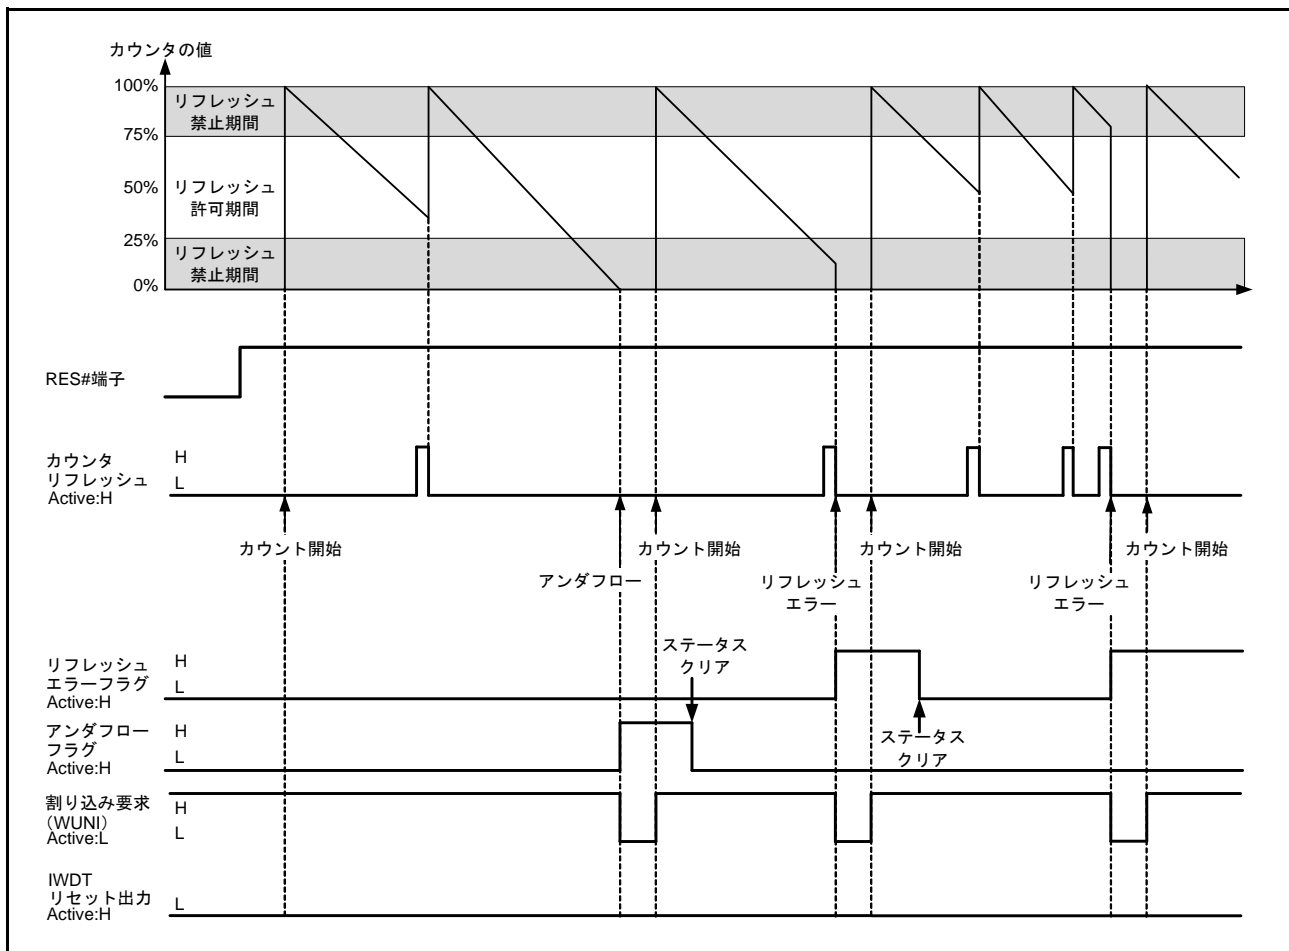 カウンタの値
100%
リフレッシュ
禁止期間
75%
50%
リフレッシュ
許可期間
25%
リフレッシュ
禁止期間
0%
RES#端子
カウンタ
リフレッシュ
Active:H
H
L
カウント開始
カウント開始
カウント開始
カウント開始
アンダフロー
リフレッシュ
エラー
リフレッシュ
エラー
ステータス
クリア
リフレッシュ
エラーフラグ
Active:H
H
L
アンダフロー
フラグ
Active:H
H
L
ステータス
クリア
割り込み要求
(WUNI)
Active:L
H
L
IWDT
リセット出力
Active:H
L